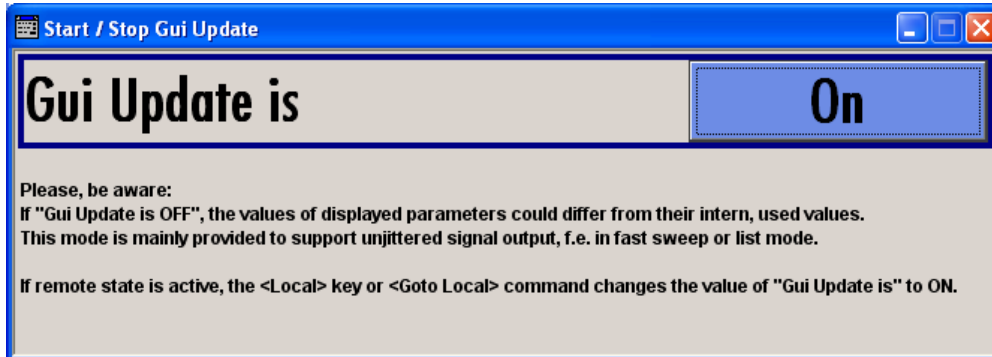 Start / Stop Gui Update
Gui Update is On
Please, be aware:
If "Gui Update is OFF", the values of displayed parameters could differ from their intern, used values.
This mode is mainly provided to support unjittered signal output, f.e. in fast sweep or list mode.
If remote state is active, the <Local> key or <Goto Local> command changes the value of "Gui Update is" to ON.